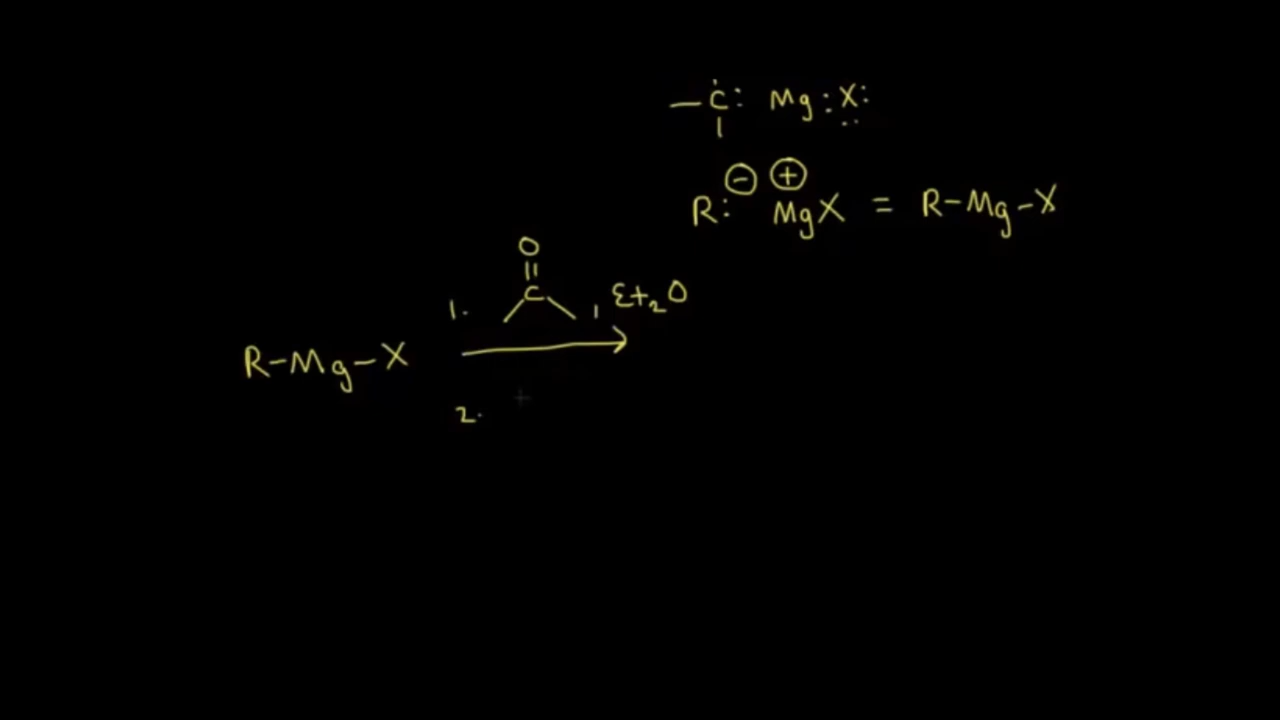 –C: Mg:X:
R:⊖ ⊕MgX = R–Mg–X
O
||
1. C , Et₂O
R–Mg–X
2.